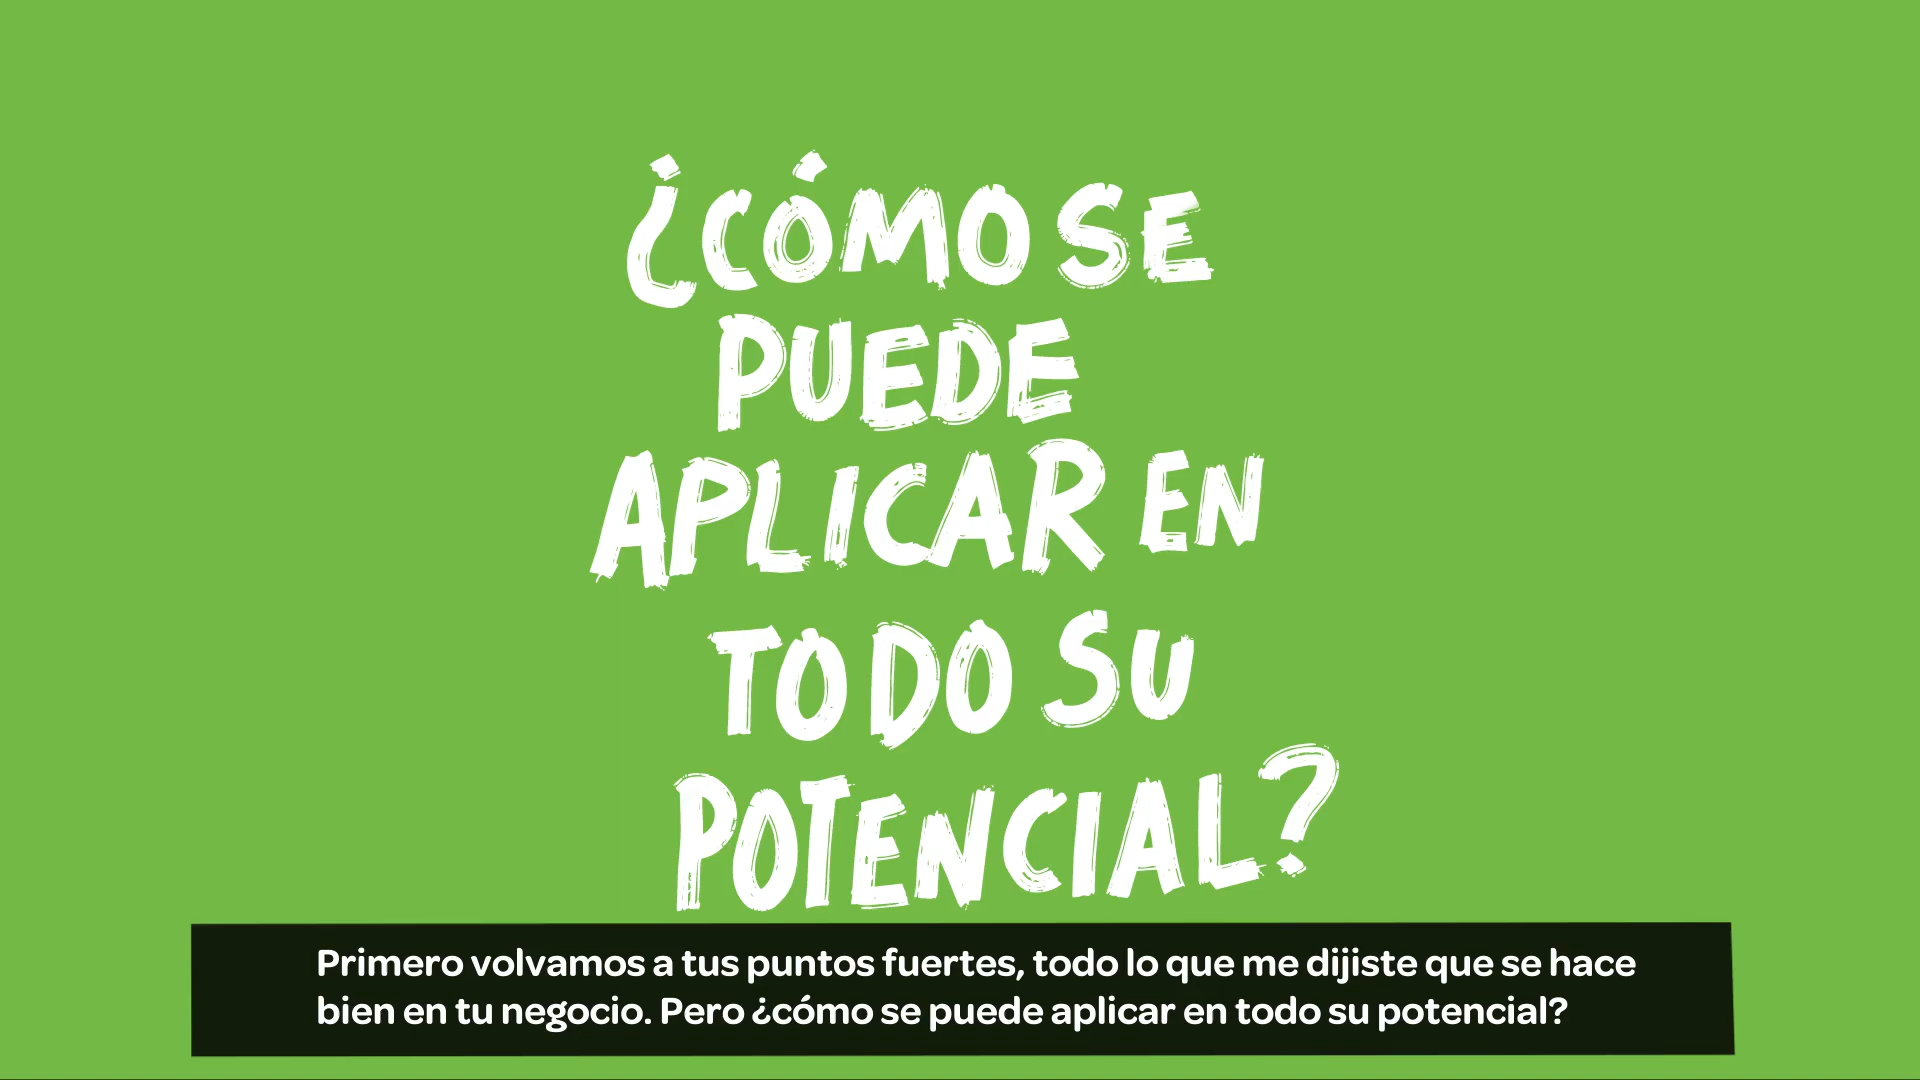 ¿CÓMO SE
PUEDE
APLICAR EN
TODO SU
POTENCIAL?
Primero volvamos a tus puntos fuertes, todo lo que me dijiste que se hace
bien en tu negocio. Pero ¿cómo se puede aplicar en todo su potencial?